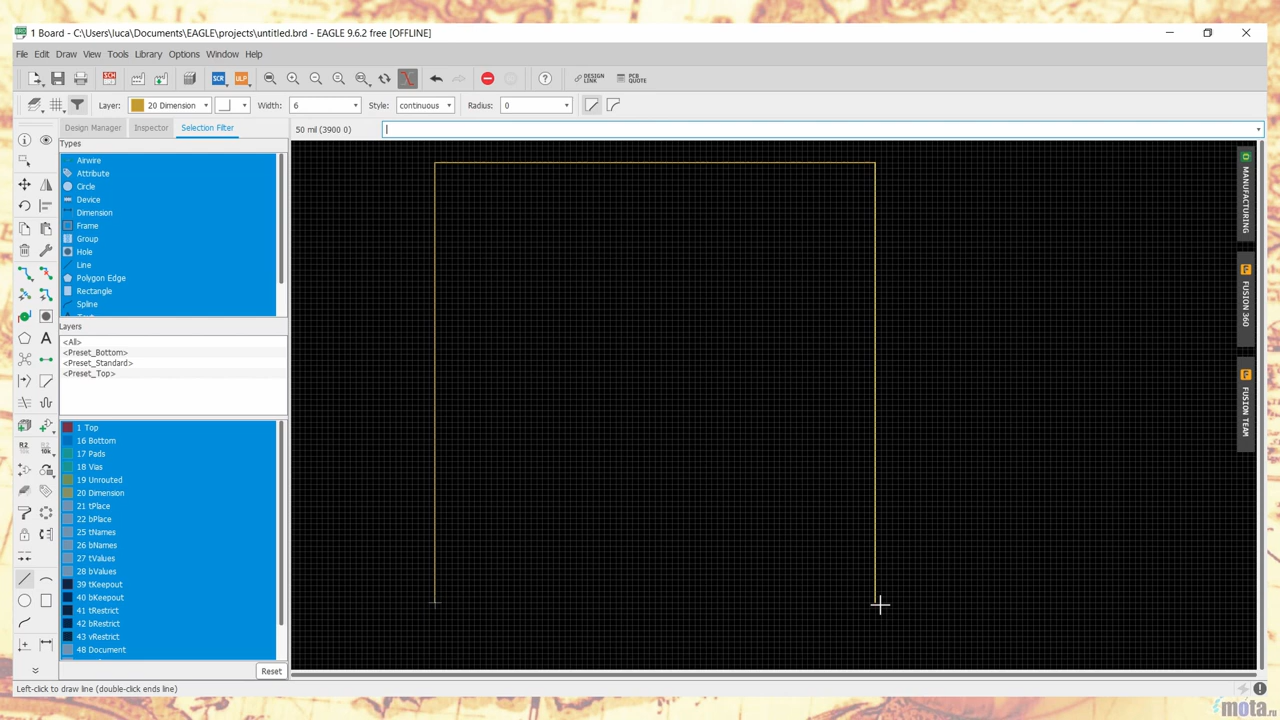 1 Board - C:\Users\luca\Documents\EAGLE\projects\untitled.brd - EAGLE 9.6.2 free [OFFLINE]
File Edit Draw View Tools Library Options Window Help
SCH SCR ULP DESIGN LINK PCB QUOTE
Layer: 20 Dimension Width: 6 Style: continuous Radius: 0
Design Manager Inspector Selection Filter
50 mil (3900 0)
Types
Airwire
Attribute
Circle
Device
Dimension
Frame
Group
Hole
Line
Polygon Edge
Rectangle
Spline
Layers
<All>
<Preset_Bottom>
<Preset_Standard>
<Preset_Top>
1 Top
16 Bottom
17 Pads
18 Vias
19 Unrouted
20 Dimension
21 tPlace
22 bPlace
25 tNames
26 bNames
27 tValues
28 bValues
39 tKeepout
40 bKeepout
41 tRestrict
42 bRestrict
43 vRestrict
48 Document
Reset
R2
10k
MANUFACTURING
FUSION 360
FUSION TEAM
Left-click to draw line (double-click ends line)
mota.ru